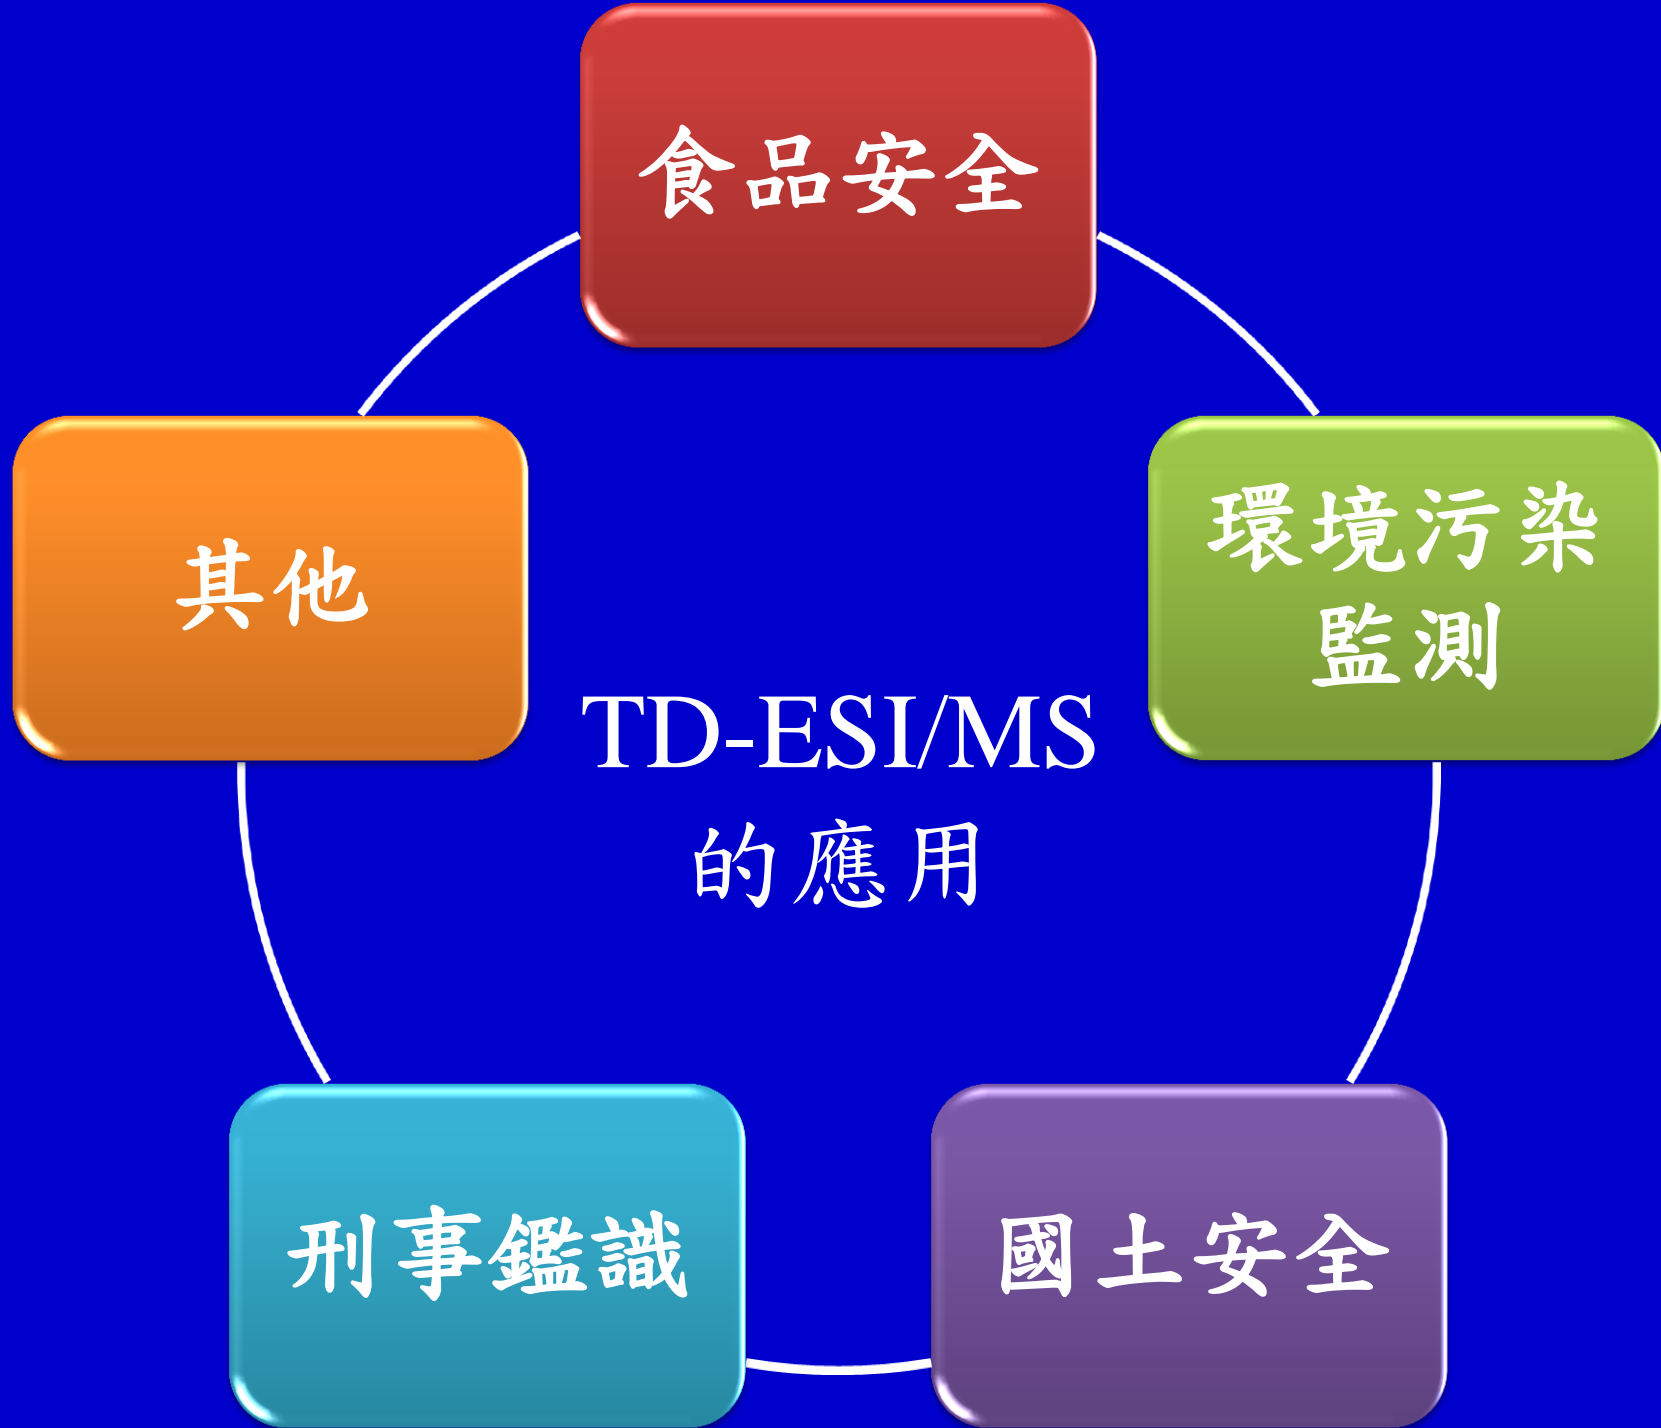 食品安全
環境污染
監測
國土安全
刑事鑑識
其他
TD-ESI/MS
的應用